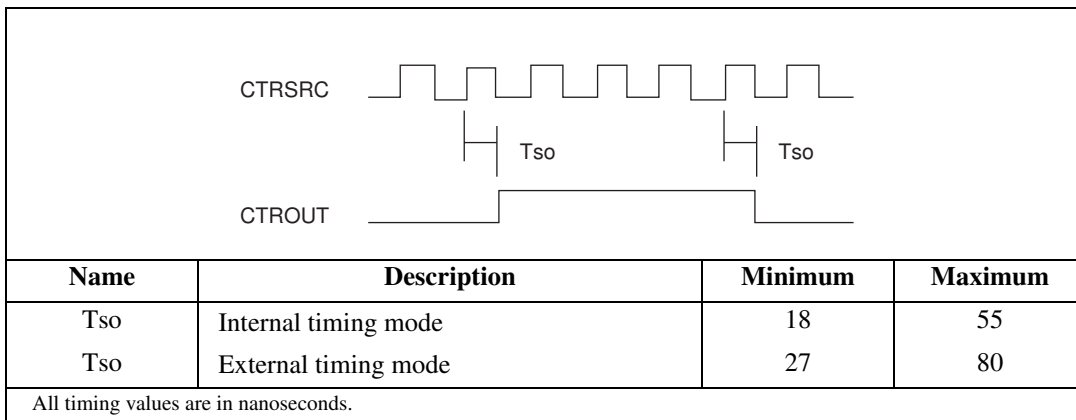 CTRSRC
Tso Tso
CTROUT
Name Description Minimum Maximum
Tso Internal timing mode 18 55
Tso External timing mode 27 80
All timing values are in nanoseconds.